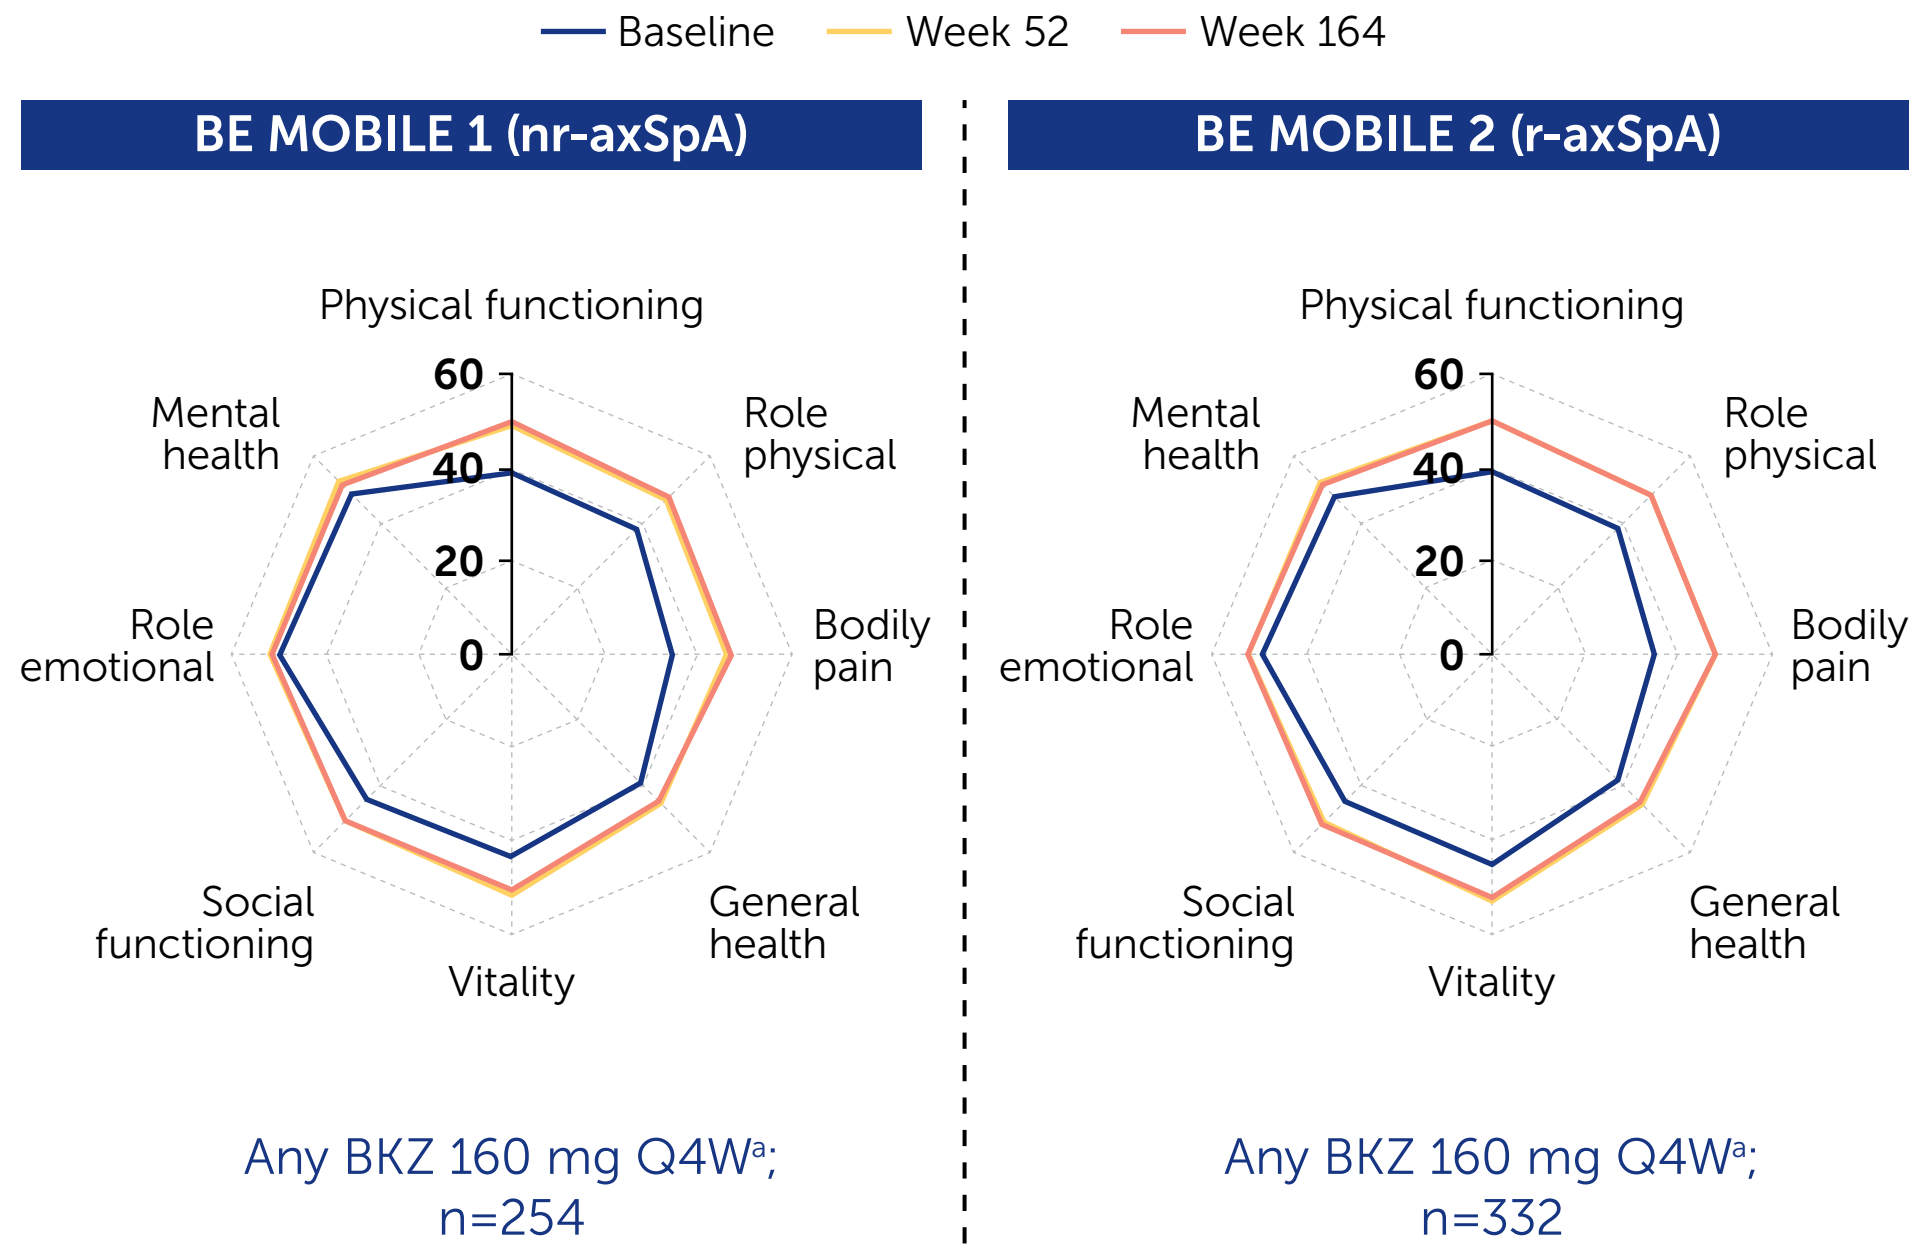 Baseline Week 52 Week 164
BE MOBILE 1 (nr-axSpA)
Physical functioning
60
40
20
0
Role
physical
Bodily
pain
General
health
Vitality
Social
functioning
Role
emotional
Mental
health
Any BKZ 160 mg Q4Wᵃ;
n=254
BE MOBILE 2 (r-axSpA)
Physical functioning
60
40
20
0
Role
physical
Bodily
pain
General
health
Vitality
Social
functioning
Role
emotional
Mental
health
Any BKZ 160 mg Q4Wᵃ;
n=332